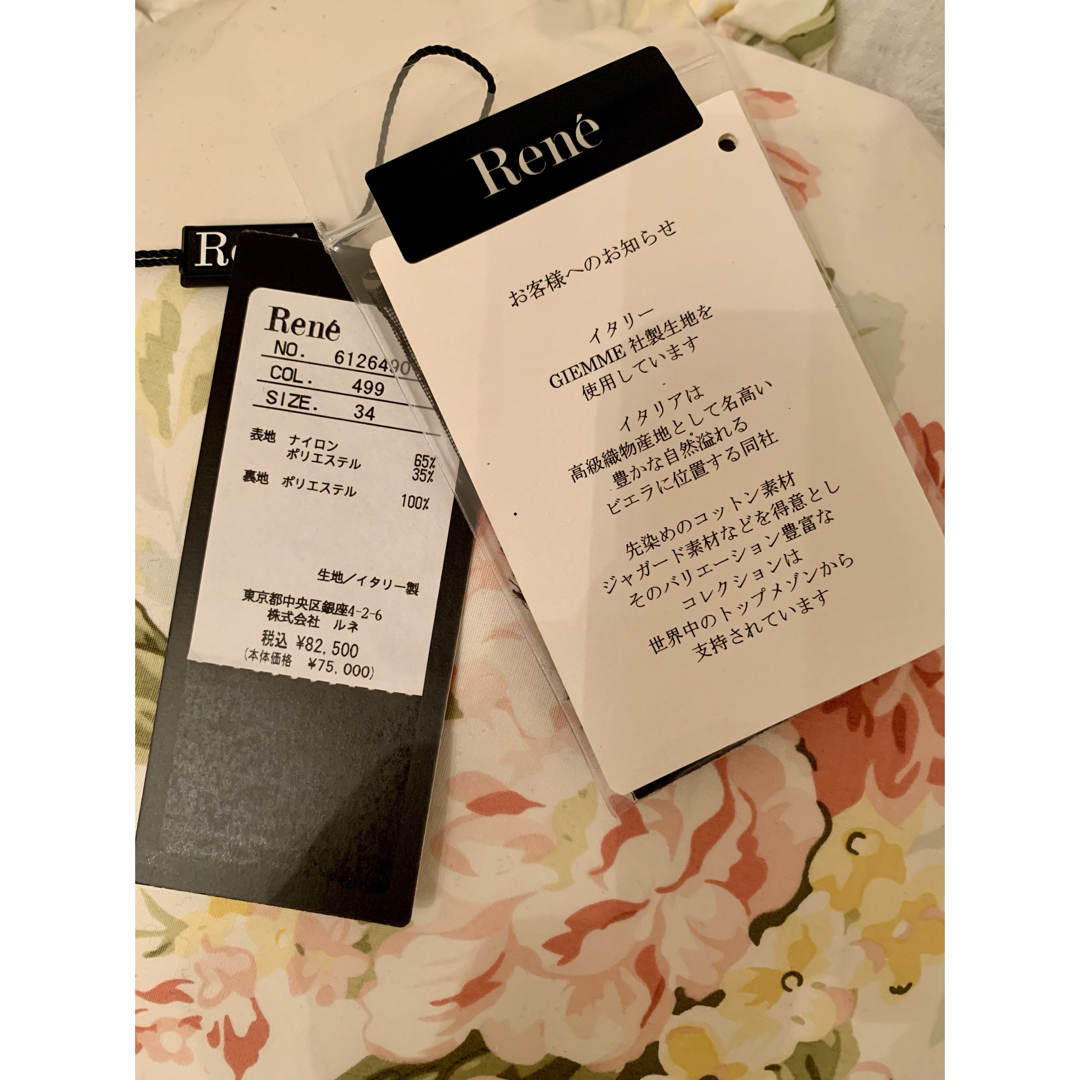 René
NO. 6126490
COL. 499
SIZE. 34
表地 ナイロン 65%
ポリエステル 35%
裏地 ポリエステル 100%
生地/イタリー製
東京都中央区銀座4-2-6
株式会社 ルネ
税込 ¥82,500
(本体価格 ¥75,000)
René
お客様へのお知らせ
イタリー
GIEMME 社製生地を
使用しています
イタリアは
高級織物産地として名高い
豊かな自然溢れる
ビエラに位置する同社
先染めのコットン素材
ジャガード素材などを得意とし
そのバリエーション豊富な
コレクションは
世界中のトップメゾンから
支持されています